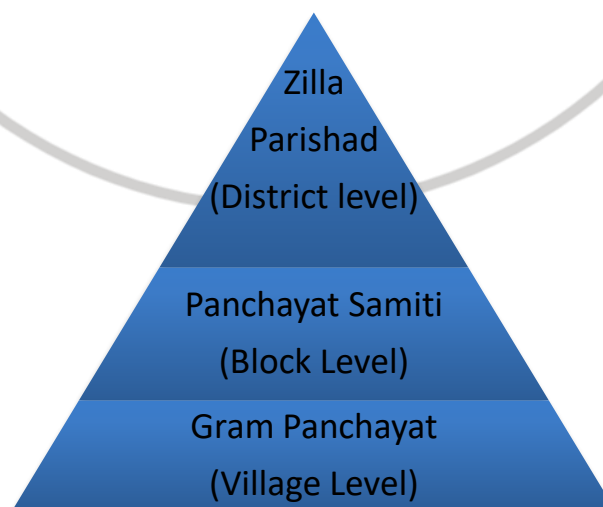 Zilla
Parishad
(District level)
Panchayat Samiti
(Block Level)
Gram Panchayat
(Village Level)